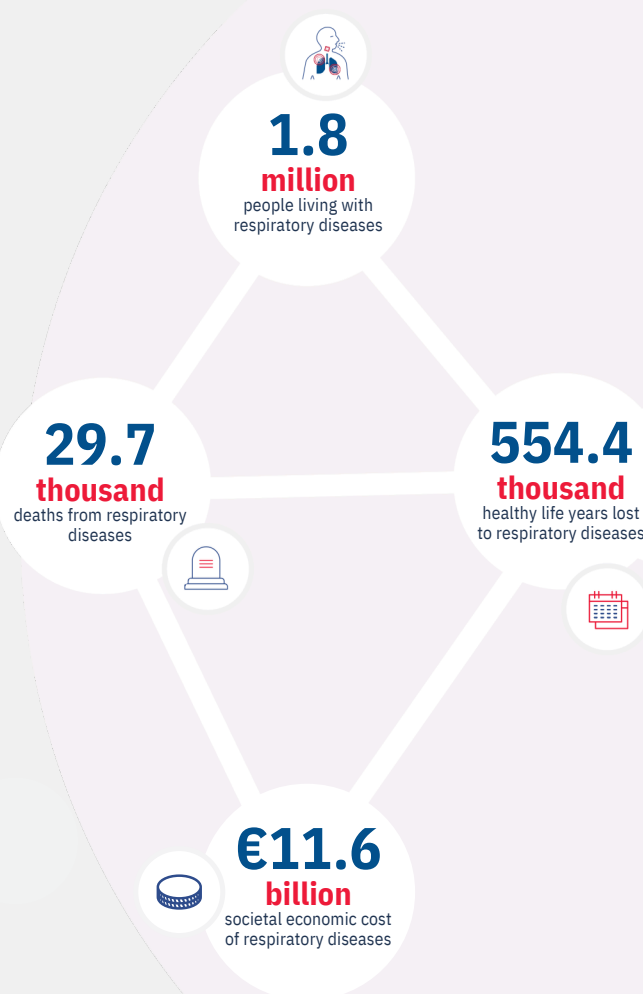 1.8
million
people living with
respiratory diseases
29.7
thousand
deaths from respiratory
diseases
554.4
thousand
healthy life years lost
to respiratory diseases
€11.6
billion
societal economic cost
of respiratory diseases